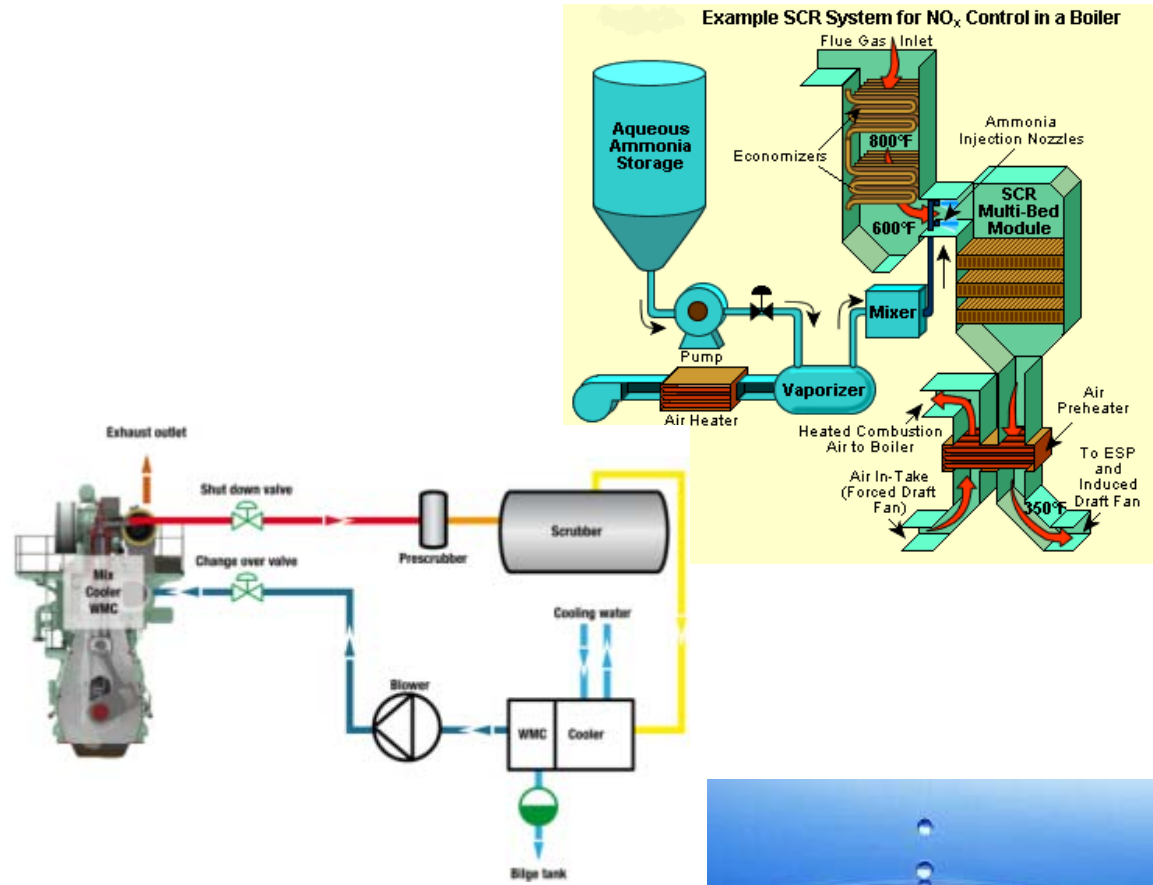 Example SCR System for NOx Control in a Boiler
Flue Gas Inlet
Aqueous
Ammonia
Storage
Economizers
800°F
600°F
Ammonia
Injection Nozzles
SCR
Multi-Bed
Module
Mixer
Pump
Vaporizer
Air Heater
Heated Combustion
Air to Boiler
Air
Preheater
Air In-Take
(Forced Draft
Fan)
350°F
To ESP
and
Induced
Draft Fan
Exhaust outlet
Shut down valve
Prescrubber
Scrubber
Change over valve
Mix
Cooler
WMC
Cooling water
Blower
WMC
Cooler
Bilge tank